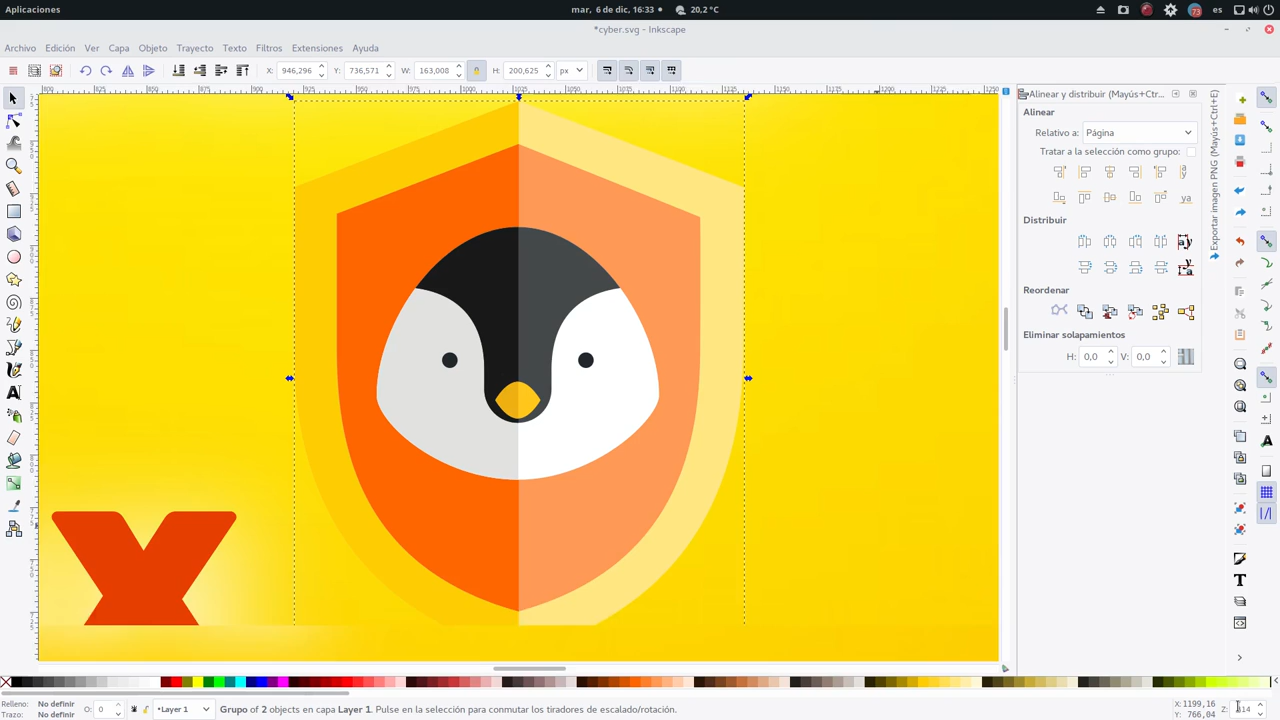 Aplicaciones
mar, 6 de dic, 16:33
20,2 °C
73
es
*cyber.svg - Inkscape
Archivo Edición Ver Capa Objeto Trayecto Texto Filtros Extensiones Ayuda
X: 946,296 Y: 736,571 W: 163,008 H: 200,625 px
Alinear y distribuir (Mayús+Ctr...
Alinear
Relativo a: Página
Tratar a la selección como grupo:
Distribuir
Reordenar
Eliminar solapamientos
H: 0,0 V: 0,0
Exportar imagen PNG (Mayús+Ctrl+E)
X
Relleno: No definir
Trazo: No definir
O: 0
•Layer 1
Grupo of 2 objects en capa Layer 1. Pulse en la selección para conmutar los tiradores de escalado/rotación.
X: 1199,16
Y: 766,04
Z: